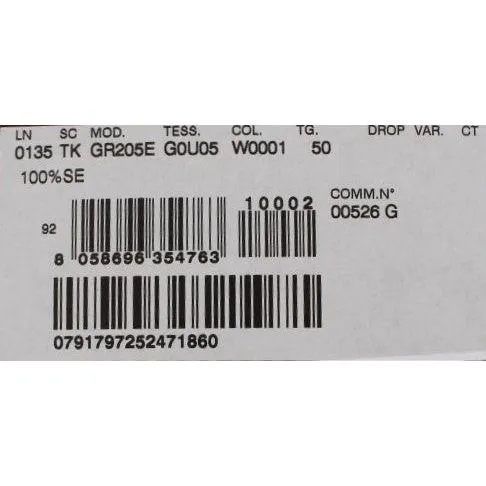 LN SC MOD. TESS. COL. TG. DROP VAR. CT
0135 TK GR205E G0U05 W0001 50
100%SE
10002
COMM.N°
00526 G
92
8 058696 354763
0791797252471860